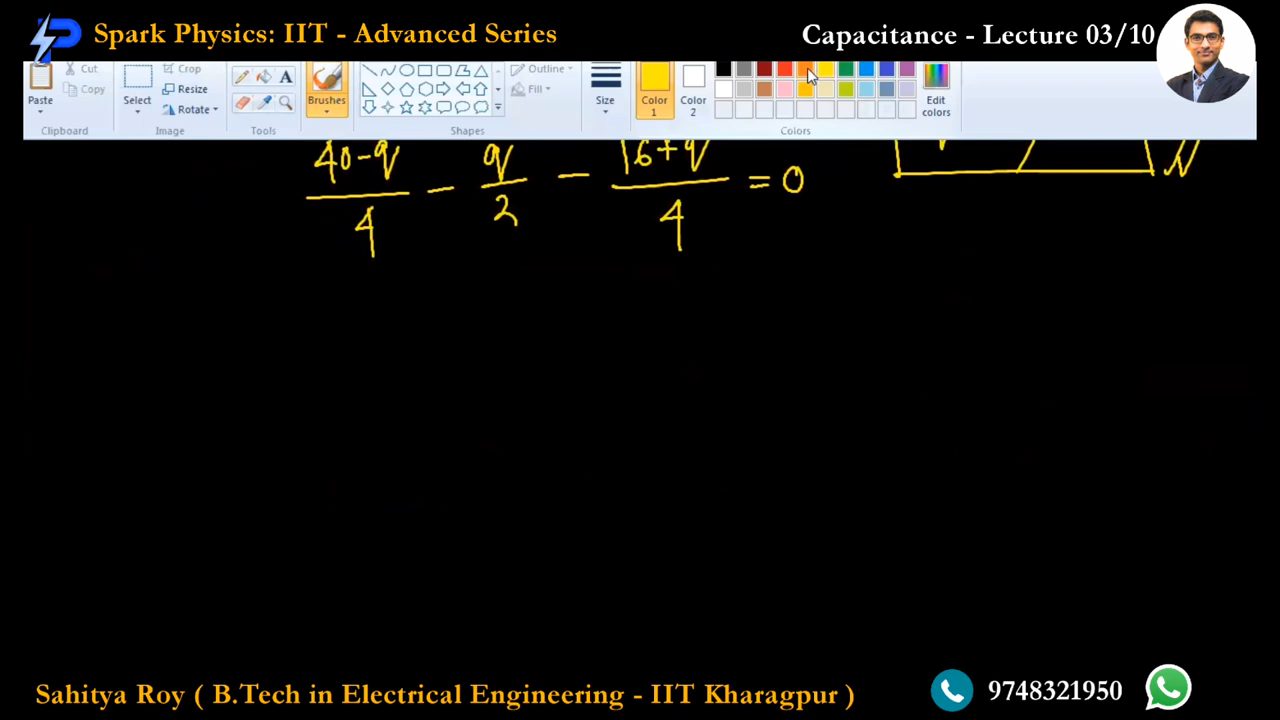 Spark Physics: IIT - Advanced Series
Capacitance - Lecture 03/10
Paste
Cut
Copy
Clipboard
Select
Crop
Resize
Rotate
Image
A
Tools
Brushes
Outline
Fill
Shapes
Size
Color 1
Color 2
Edit colors
Colors
40-q/4 - q/2 - 16+q/4 = 0
Sahitya Roy ( B.Tech in Electrical Engineering - IIT Kharagpur )
9748321950